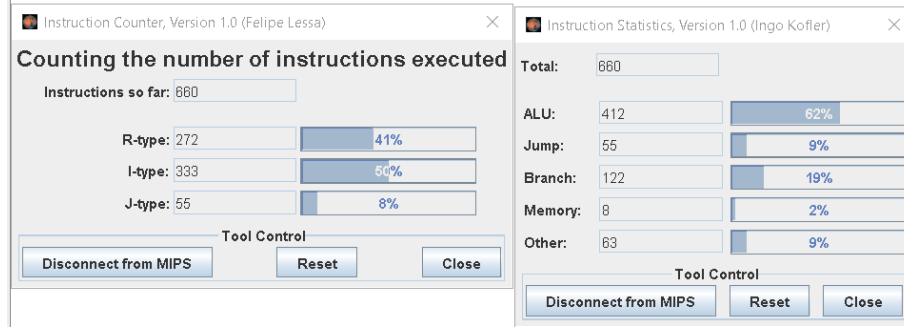 Instruction Counter, Version 1.0 (Felipe Lessa)
Counting the number of instructions executed
Instructions so far: 660
R-type: 272 41%
I-type: 333 50%
J-type: 55 8%
Tool Control
Disconnect from MIPS Reset Close
Instruction Statistics, Version 1.0 (Ingo Kofler)
Total: 660
ALU: 412 62%
Jump: 55 9%
Branch: 122 19%
Memory: 8 2%
Other: 63 9%
Tool Control
Disconnect from MIPS Reset Close